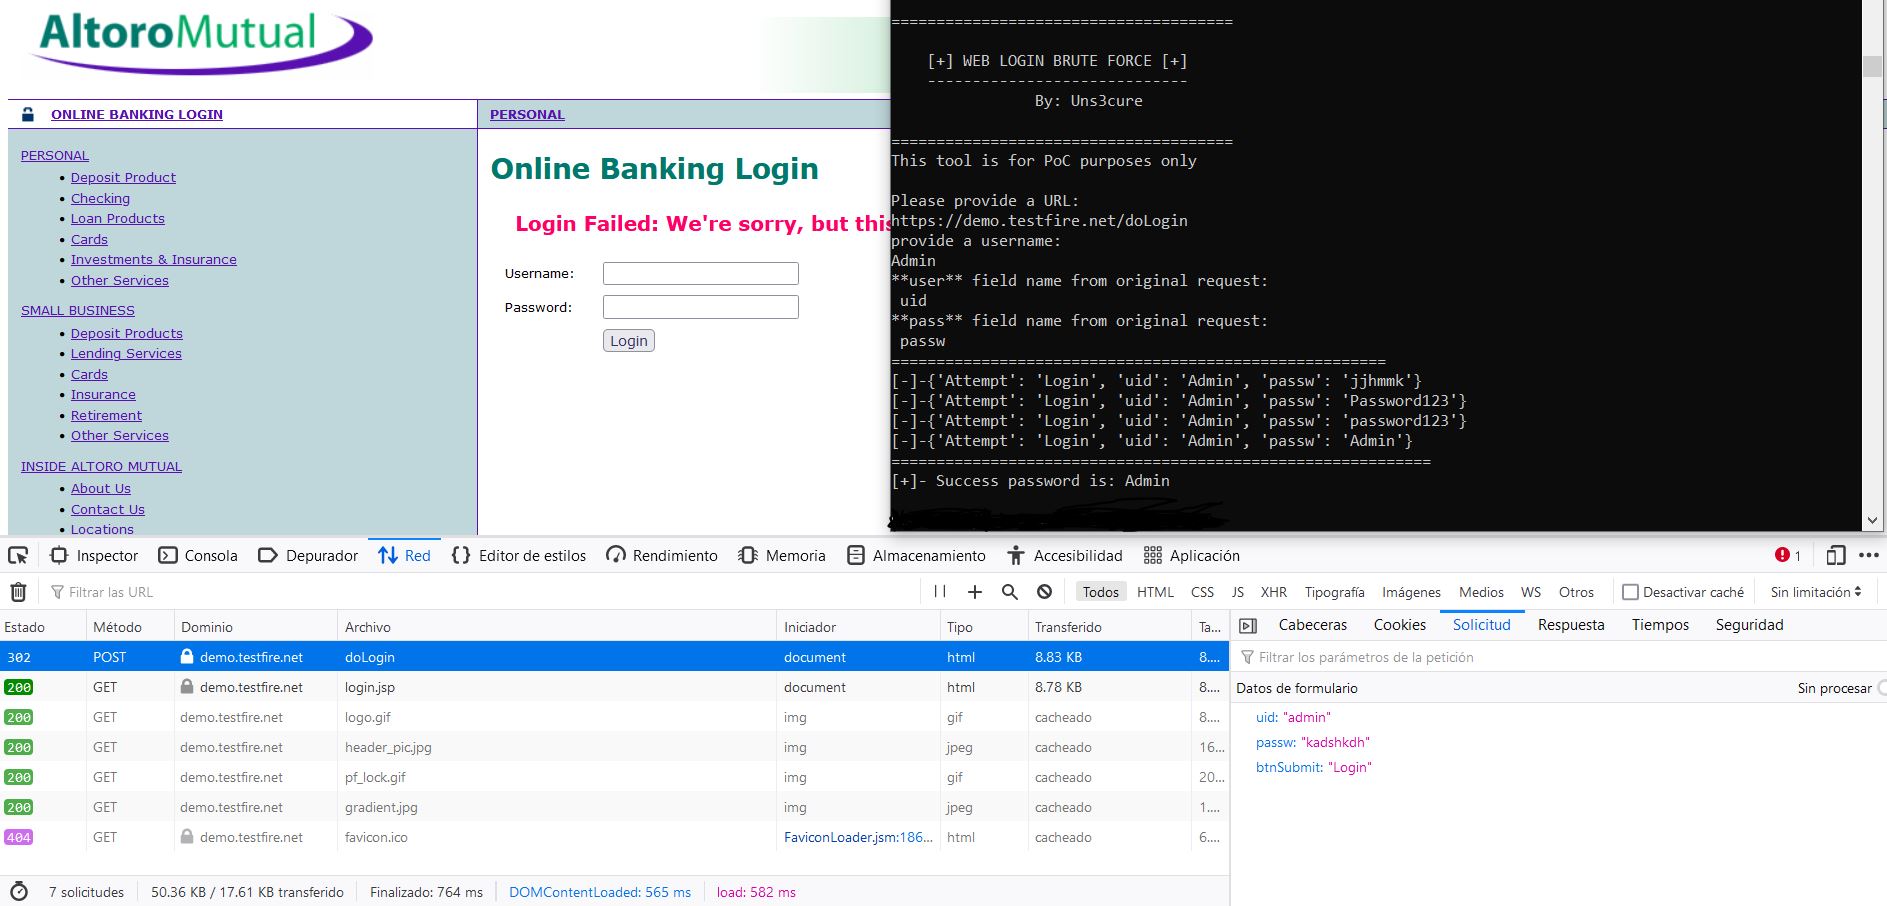 AltoroMutual
ONLINE BANKING LOGIN
PERSONAL
PERSONAL
Deposit Product
Checking
Loan Products
Cards
Investments & Insurance
Other Services
SMALL BUSINESS
Deposit Products
Lending Services
Cards
Insurance
Retirement
Other Services
INSIDE ALTORO MUTUAL
About Us
Contact Us
Locations
Online Banking Login
Login Failed: We're sorry, but this
Username:
Password:
Login
======================================
[+] WEB LOGIN BRUTE FORCE [+]
-----------------------------
By: Uns3cure
======================================
This tool is for PoC purposes only
Please provide a URL:
https://demo.testfire.net/doLogin
provide a username:
Admin
**user** field name from original request:
uid
**pass** field name from original request:
passw
=======================================================
[-]-{'Attempt': 'Login', 'uid': 'Admin', 'passw': 'jjhmmk'}
[-]-{'Attempt': 'Login', 'uid': 'Admin', 'passw': 'Password123'}
[-]-{'Attempt': 'Login', 'uid': 'Admin', 'passw': 'password123'}
[-]-{'Attempt': 'Login', 'uid': 'Admin', 'passw': 'Admin'}
============================================================
[+]- Success password is: Admin
Inspector Consola Depurador Red Editor de estilos Rendimiento Memoria Almacenamiento Accesibilidad Aplicación 1
Filtrar las URL Todos HTML CSS JS XHR Tipografía Imágenes Medios WS Otros Desactivar caché Sin limitación
Estado Método Dominio Archivo Iniciador Tipo Transferido Ta...
302 POST demo.testfire.net doLogin document html 8.83 KB 8....
200 GET demo.testfire.net login.jsp document html 8.78 KB 8....
200 GET demo.testfire.net logo.gif img gif cacheado 8....
200 GET demo.testfire.net header_pic.jpg img jpeg cacheado 16...
200 GET demo.testfire.net pf_lock.gif img gif cacheado 20...
200 GET demo.testfire.net gradient.jpg img jpeg cacheado 1....
404 GET demo.testfire.net favicon.ico FaviconLoader.jsm:186... html cacheado 6....
Cabeceras Cookies Solicitud Respuesta Tiempos Seguridad
Filtrar los parámetros de la petición
Datos de formulario Sin procesar
uid: "admin"
passw: "kadshkdh"
btnSubmit: "Login"
7 solicitudes 50.36 KB / 17.61 KB transferido Finalizado: 764 ms DOMContentLoaded: 565 ms load: 582 ms